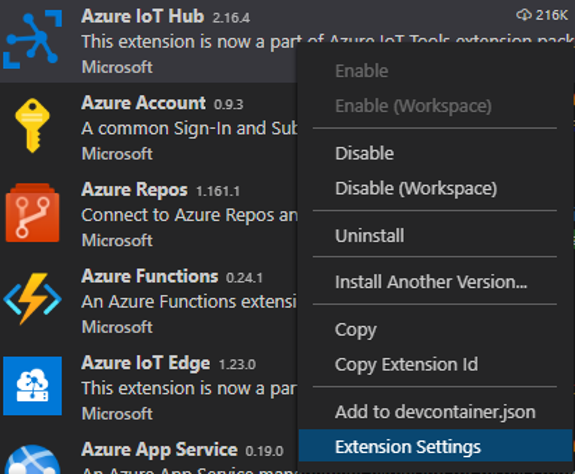 Azure IoT Hub 2.16.4 216K
This extension is now a part of Azure IoT Tools extension pack
Microsoft
Azure Account 0.9.3
A common Sign-In and Sub
Microsoft
Azure Repos 1.161.1
Connect to Azure Repos an
Microsoft
Azure Functions 0.24.1
An Azure Functions extensi
Microsoft
Azure IoT Edge 1.23.0
This extension is now a par
Microsoft
Azure App Service 0.19.0
An Azure App Service man
Enable
Enable (Workspace)
Disable
Disable (Workspace)
Uninstall
Install Another Version...
Copy
Copy Extension Id
Add to devcontainer.json
Extension Settings